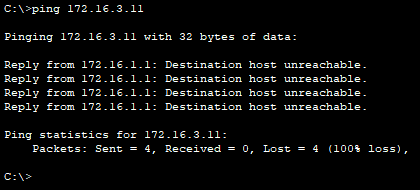 C:\>ping 172.16.3.11
Pinging 172.16.3.11 with 32 bytes of data:
Reply from 172.16.1.1: Destination host unreachable.
Reply from 172.16.1.1: Destination host unreachable.
Reply from 172.16.1.1: Destination host unreachable.
Reply from 172.16.1.1: Destination host unreachable.
Ping statistics for 172.16.3.11:
Packets: Sent = 4, Received = 0, Lost = 4 (100% loss),
C:\>